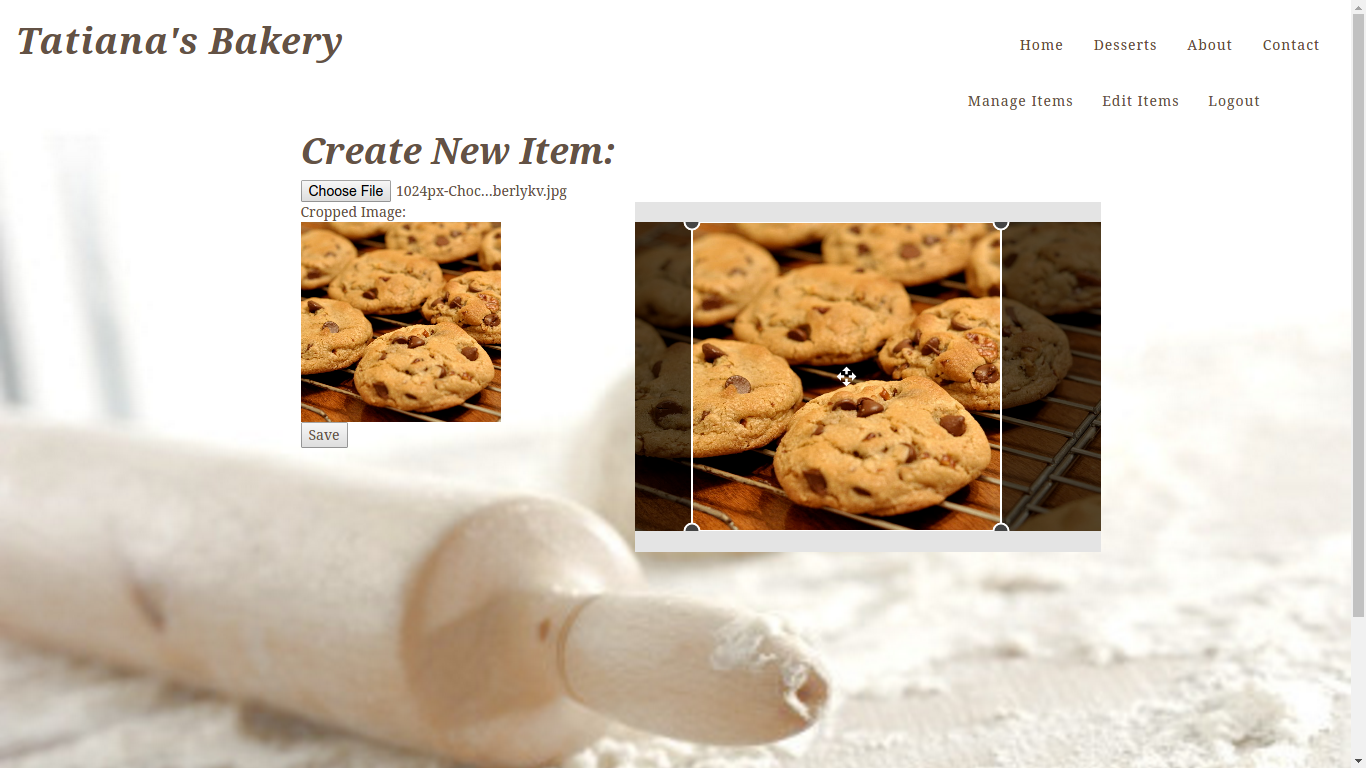 Tatiana's Bakery
Home Desserts About Contact
Manage Items Edit Items Logout
Create New Item:
Choose File 1024px-Choc...berlykv.jpg
Cropped Image:
Save